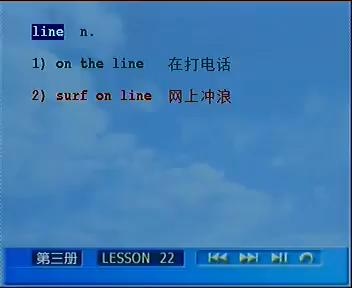 line n.
1) on the line 在打电话
2) surf on line 网上冲浪
第三册 LESSON 22